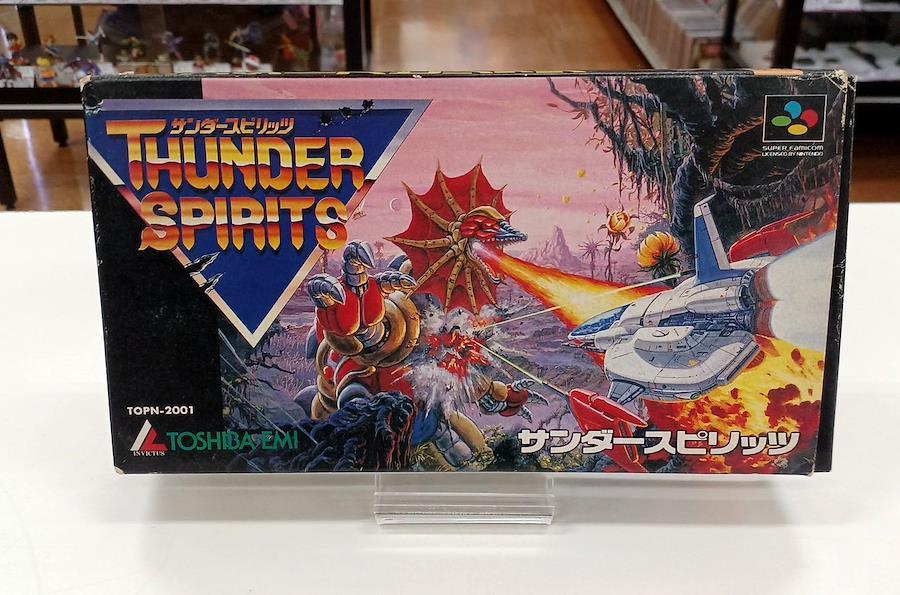 サンダースピリッツ
THUNDER
SPIRITS
SUPER FAMICOM
LICENSED BY NINTENDO
TOPN-2001
INVICTUS
TOSHIBA EMI
サンダースピリッツ